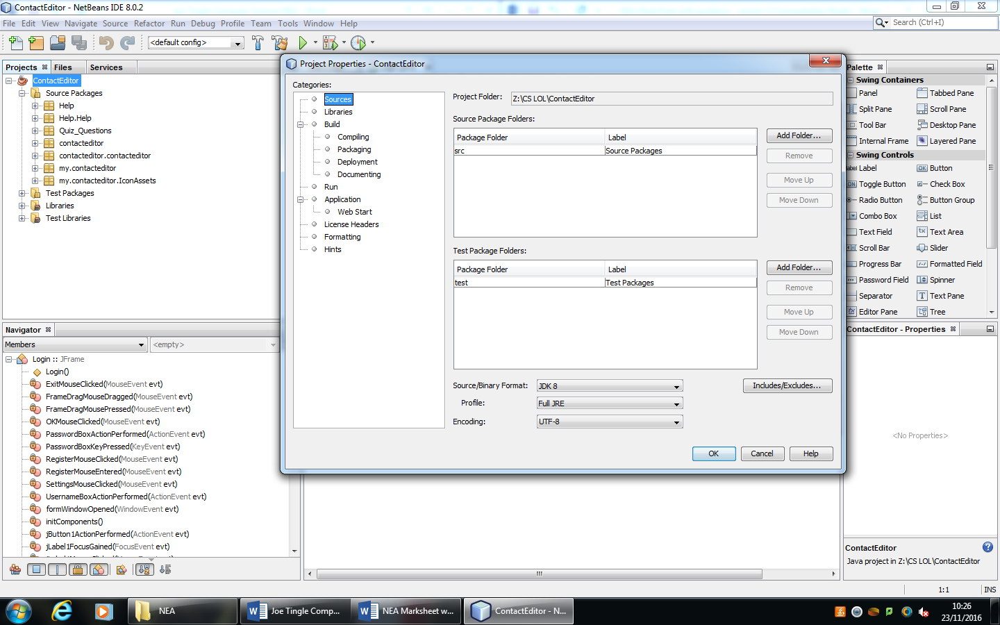 ContactEditor - NetBeans IDE 8.0.2
File Edit View Navigate Source Refactor Run Debug Profile Team Tools Window Help
Search (Ctrl+I)
<default config>
Projects Files Services
ContactEditor
Source Packages
Help
Help.Help
Quiz_Questions
contacteditor
contacteditor.contacteditor
my.contacteditor
my.contacteditor.IconAssets
Test Packages
Libraries
Test Libraries
Navigator
Members
<empty>
Login :: JFrame
Login()
ExitMouseClicked(MouseEvent evt)
FrameDragMouseDragged(MouseEvent evt)
FrameDragMousePressed(MouseEvent evt)
OKMouseClicked(MouseEvent evt)
PasswordBoxActionPerformed(ActionEvent evt)
PasswordBoxKeyPressed(KeyEvent evt)
RegisterMouseClicked(MouseEvent evt)
RegisterMouseEntered(MouseEvent evt)
SettingsMouseClicked(MouseEvent evt)
UsernameBoxActionPerformed(ActionEvent evt)
formWindowOpened(WindowEvent evt)
initComponents()
jButton1ActionPerformed(ActionEvent evt)
jLabel1FocusGained(FocusEvent evt)
Project Properties - ContactEditor
Categories:
Sources
Libraries
Build
Compiling
Packaging
Deployment
Documenting
Run
Application
Web Start
License Headers
Formatting
Hints
Project Folder: Z:\CS LOL\ContactEditor
Source Package Folders:
Package Folder Label
src Source Packages
Add Folder...
Remove
Move Up
Move Down
Test Package Folders:
Package Folder Label
test Test Packages
Add Folder...
Remove
Move Up
Move Down
Source/Binary Format: JDK 8
Includes/Excludes...
Profile: Full JRE
Encoding: UTF-8
OK Cancel Help
Palette
Swing Containers
Panel Tabbed Pane
Split Pane Scroll Pane
Tool Bar Desktop Pane
Internal Frame Layered Pane
Swing Controls
Label Button
Toggle Button Check Box
Radio Button Button Group
Combo Box List
Text Field Text Area
Scroll Bar Slider
Progress Bar Formatted Field
Password Field Spinner
Separator Text Pane
Editor Pane Tree
ContactEditor - Properties
<No Properties>
ContactEditor
Java project in Z:\CS LOL\ContactEditor
1:1 INS
NEA
Joe Tingle Comp...
NEA Marksheet w...
ContactEditor - N...
10:26
23/11/2016